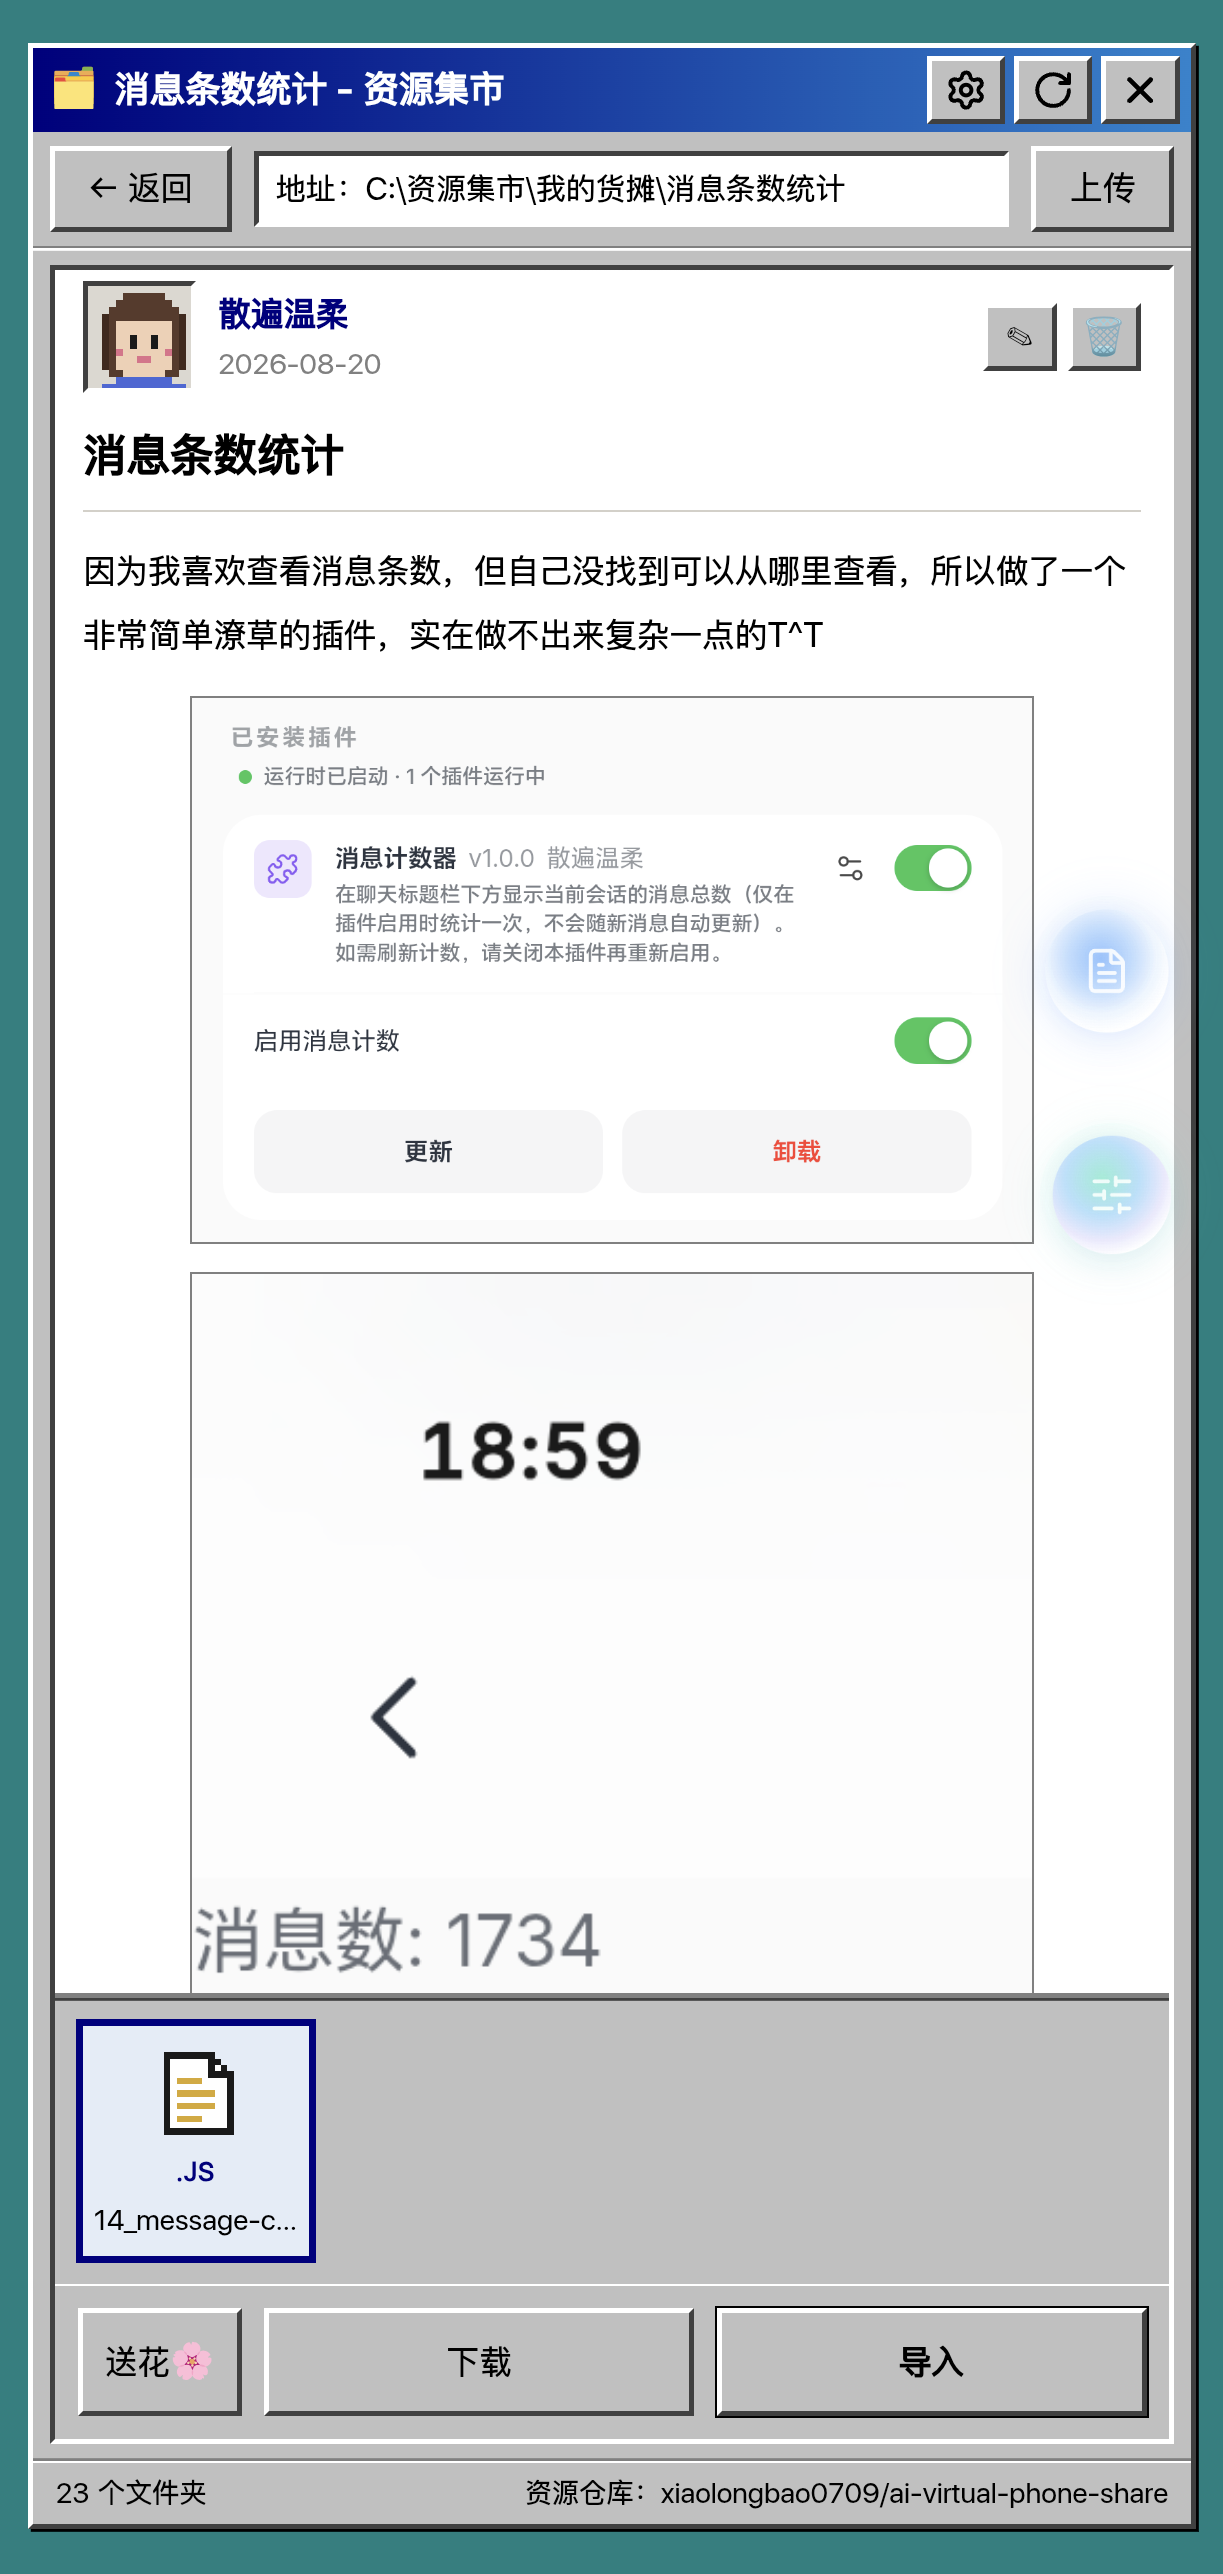 消息条数统计 - 资源集市
← 返回
地址：C:\资源集市\我的货摊\消息条数统计
上传
散遍温柔
2026-08-20
消息条数统计
因为我喜欢查看消息条数，但自己没找到可以从哪里查看，所以做了一个
非常简单潦草的插件，实在做不出来复杂一点的T^T
已安装插件
运行时已启动 · 1 个插件运行中
消息计数器 v1.0.0 散遍温柔
在聊天标题栏下方显示当前会话的消息总数（仅在
插件启用时统计一次，不会随新消息自动更新）。
如需刷新计数，请关闭本插件再重新启用。
启用消息计数
更新
卸载
18:59
消息数: 1734
.JS
14_message-c...
送花🌸
下载
导入
23 个文件夹
资源仓库：xiaolongbao0709/ai-virtual-phone-share